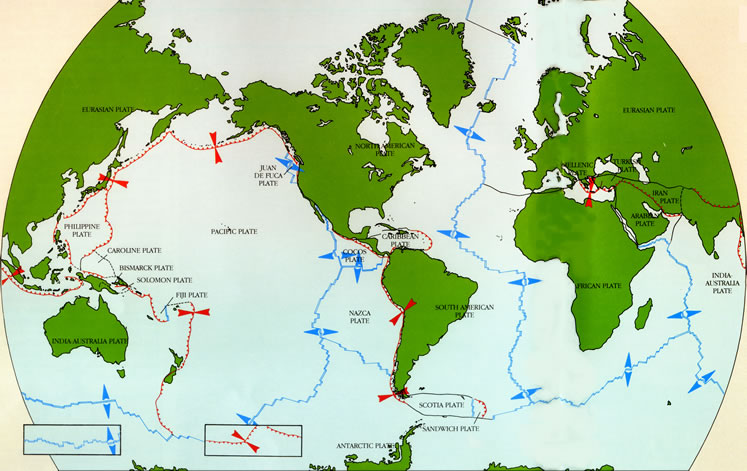 EURASIAN PLATE
EURASIAN PLATE
NORTH AMERICAN
PLATE
HELLENIC
PLATE
TURKISH
PLATE
JUAN
DE FUCA
PLATE
IRAN
PLATE
ARABIAN
PLATE
PHILIPPINE
PLATE
PACIFIC PLATE
CARIBBEAN
PLATE
COCOS
PLATE
CAROLINE PLATE
BISMARCK PLATE
SOLOMON PLATE
FIJI PLATE
INDIA-
AUSTRALIA
PLATE
AFRICAN PLATE
NAZCA
PLATE
SOUTH AMERICAN
PLATE
INDIA-AUSTRALIA PLATE
SCOTIA PLATE
SANDWICH PLATE
ANTARCTIC PLATE